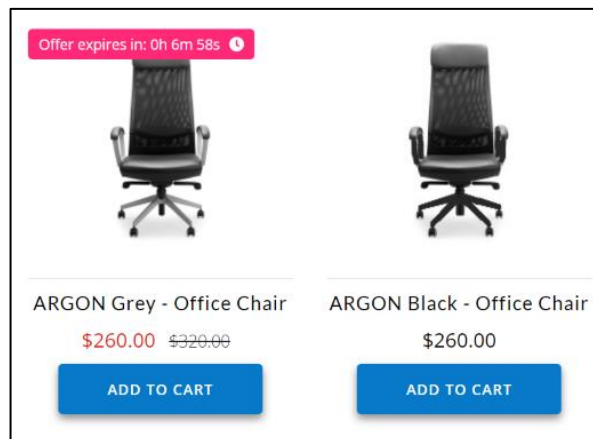 Offer expires in: 0h 6m 58s
ARGON Grey - Office Chair
$260.00 $320.00
ADD TO CART
ARGON Black - Office Chair
$260.00
ADD TO CART